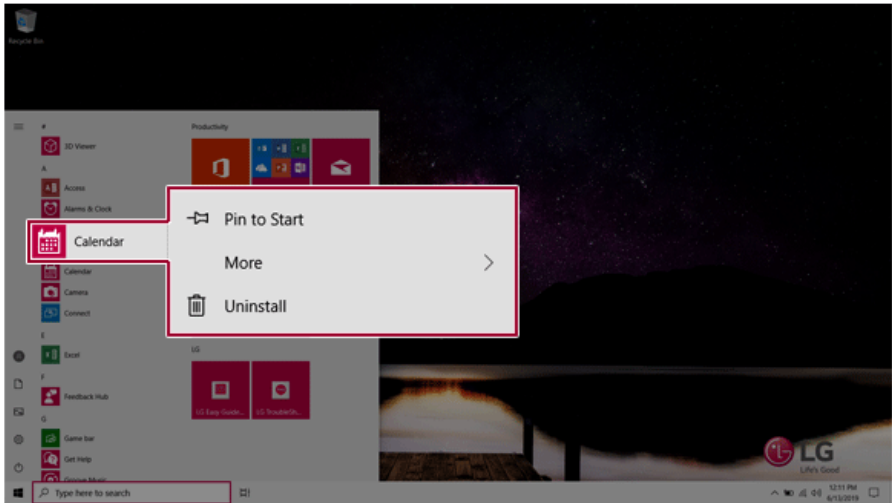 Recycle Bin
#
Productivity
3D Viewer
A
Access
Alarms & Clock
Pin to Start
Calendar
More
Calendar
Camera
Uninstall
Connect
E
LG
Excel
F
Feedback Hub
LG Easy Guide...
LG TroubleSh...
G
Game bar
LG
Get Help
Life's Good
Groove Music
Type here to search
12:11 PM
6/13/2019